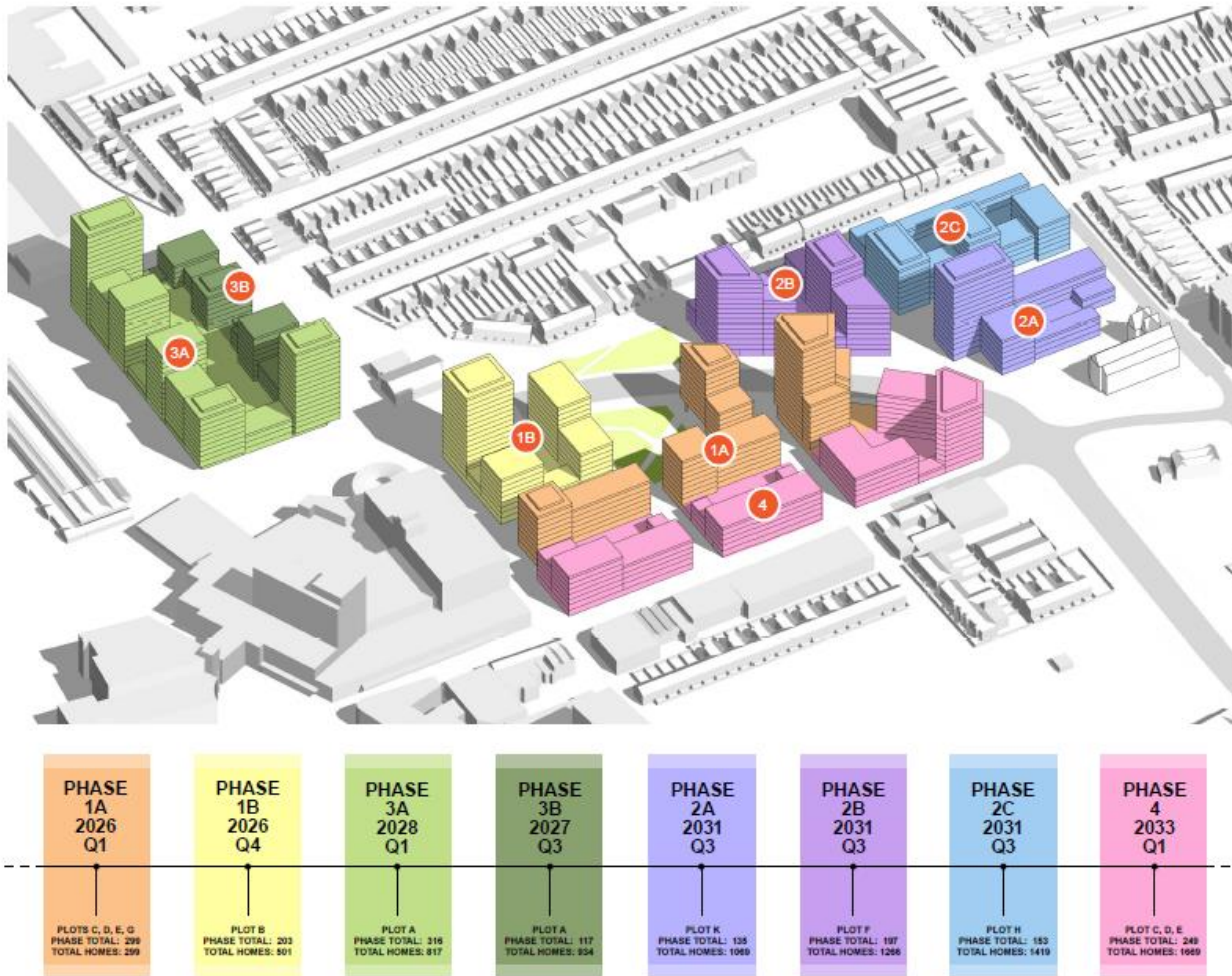 3B
3A
2C
2B
2A
1B
1A
4
PHASE
1A
2026
Q1
PLOTS C, D, E, G
PHASE TOTAL: 299
TOTAL HOMES: 299
PHASE
1B
2026
Q4
PLOT B
PHASE TOTAL: 203
TOTAL HOMES: 501
PHASE
3A
2028
Q1
PLOT A
PHASE TOTAL: 316
TOTAL HOMES: 817
PHASE
3B
2027
Q3
PLOT A
PHASE TOTAL: 117
TOTAL HOMES: 934
PHASE
2A
2031
Q3
PLOT K
PHASE TOTAL: 135
TOTAL HOMES: 1069
PHASE
2B
2031
Q3
PLOT F
PHASE TOTAL: 197
TOTAL HOMES: 1266
PHASE
2C
2031
Q3
PLOT H
PHASE TOTAL: 153
TOTAL HOMES: 1419
PHASE
4
2033
Q1
PLOT C, D, E
PHASE TOTAL: 249
TOTAL HOMES: 1669